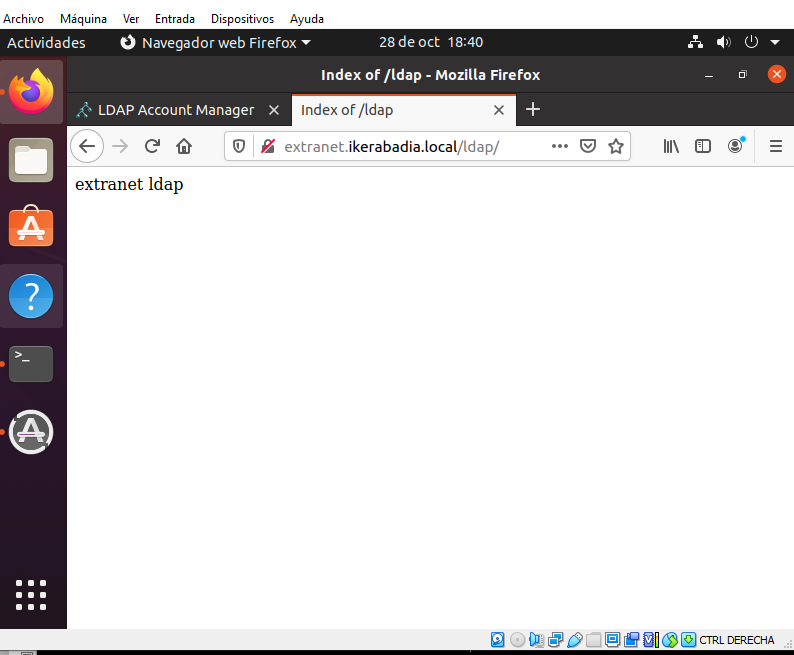 Archivo Máquina Ver Entrada Dispositivos Ayuda
Actividades Navegador web Firefox 28 de oct 18:40
Index of /ldap - Mozilla Firefox
LDAP Account Manager Index of /ldap
extranet.ikerabadia.local/ldap/
extranet ldap
CTRL DERECHA